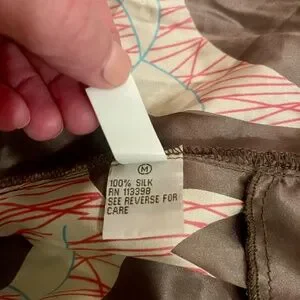 M
100% SILK
RN 113398
SEE REVERSE FOR
CARE